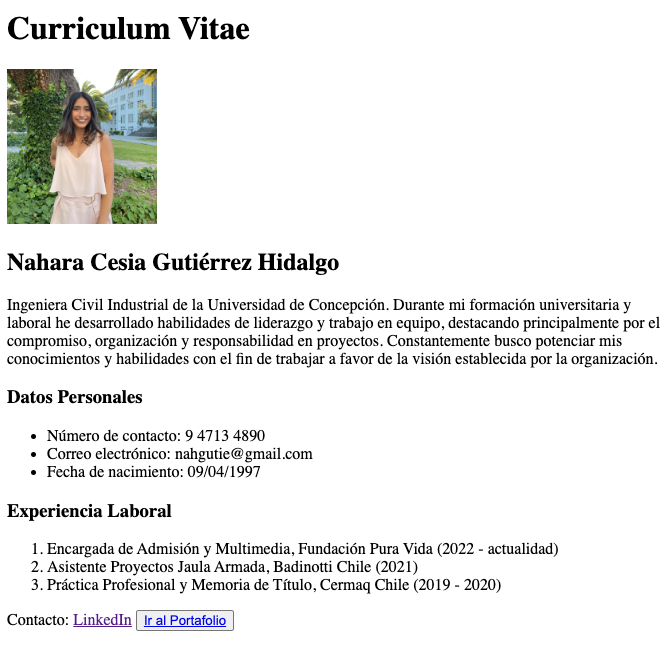 Curriculum Vitae
Nahara Cesia Gutiérrez Hidalgo
Ingeniera Civil Industrial de la Universidad de Concepción. Durante mi formación universitaria y
laboral he desarrollado habilidades de liderazgo y trabajo en equipo, destacando principalmente por el
compromiso, organización y responsabilidad en proyectos. Constantemente busco potenciar mis
conocimientos y habilidades con el fin de trabajar a favor de la visión establecida por la organización.
Datos Personales
• Número de contacto: 9 4713 4890
• Correo electrónico: nahgutie@gmail.com
• Fecha de nacimiento: 09/04/1997
Experiencia Laboral
1. Encargada de Admisión y Multimedia, Fundación Pura Vida (2022 - actualidad)
2. Asistente Proyectos Jaula Armada, Badinotti Chile (2021)
3. Práctica Profesional y Memoria de Título, Cermaq Chile (2019 - 2020)
Contacto: LinkedIn Ir al Portafolio